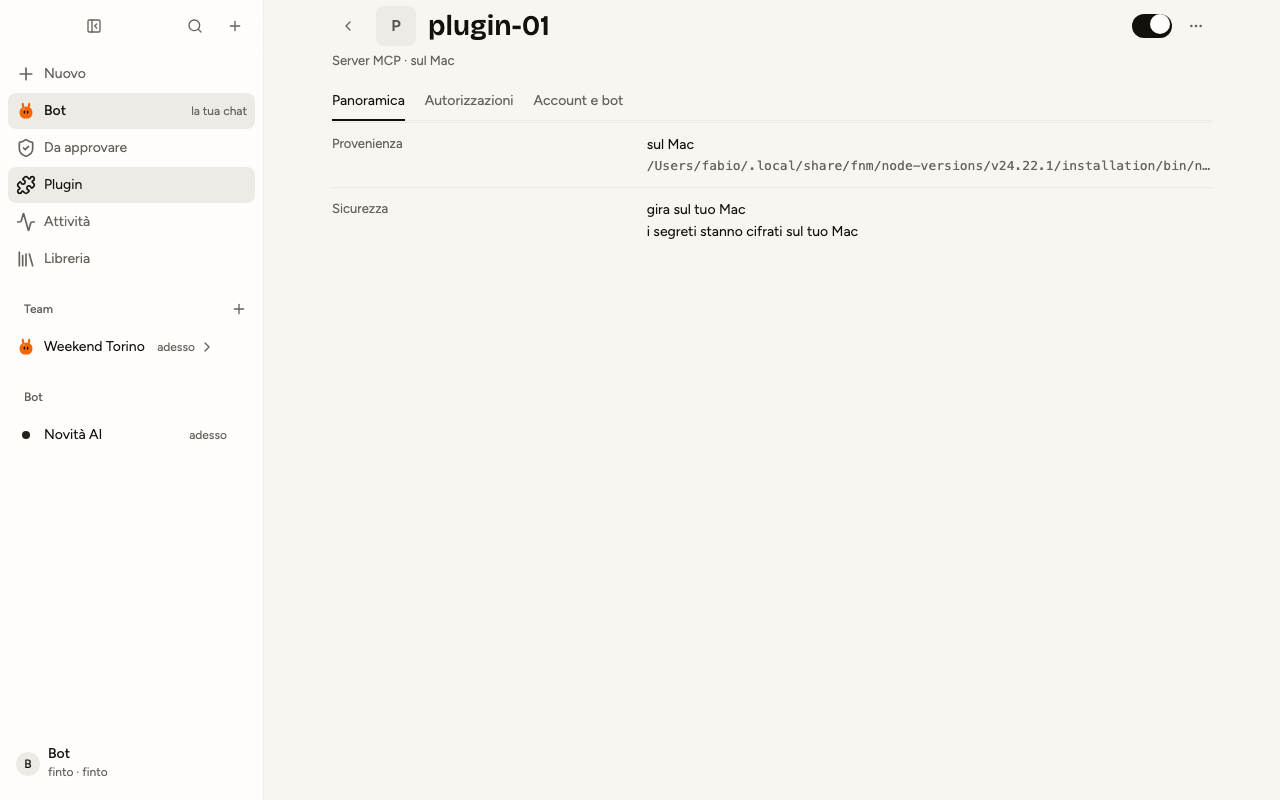 Nuovo
Bot la tua chat
Da approvare
Plugin
Attività
Libreria
Team
Weekend Torino adesso
Bot
Novità AI adesso
B
Bot
finto · finto
P plugin-01
Server MCP · sul Mac
Panoramica Autorizzazioni Account e bot
Provenienza sul Mac
/Users/fabio/.local/share/fnm/node-versions/v24.22.1/installation/bin/n…
Sicurezza gira sul tuo Mac
i segreti stanno cifrati sul tuo Mac